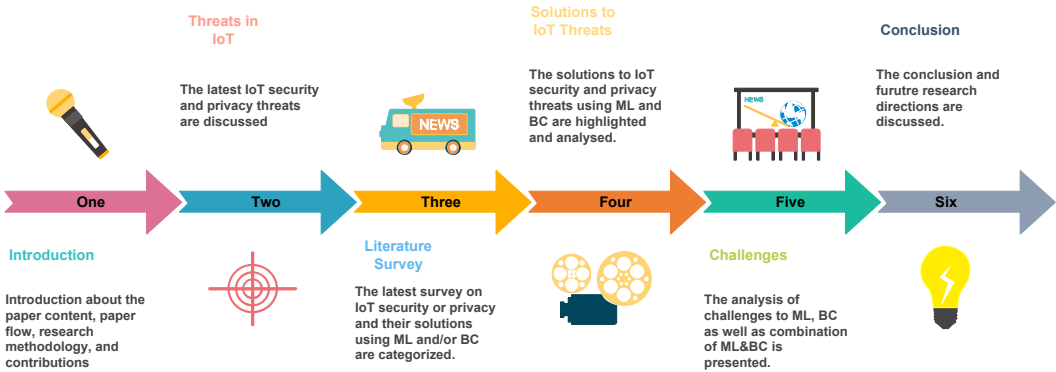 Threats in
IoT
The latest IoT security
and privacy threats
are discussed
Solutions to
IoT Threats
The solutions to IoT
security and privacy
threats using ML and
BC are highlighted
and analysed.
Conclusion
The conclusion and
furutre research
directions are
discussed.
NEWS
NEWS
One
Two
Three
Four
Five
Six
Introduction
Introduction about the
paper content, paper
flow, research
methodology, and
contributions
Literature
Survey
The latest survey on
IoT security or privacy
and their solutions
using ML and/or BC
are categorized.
Challenges
The analysis of
challenges to ML, BC
as well as combination
of ML&BC is
presented.